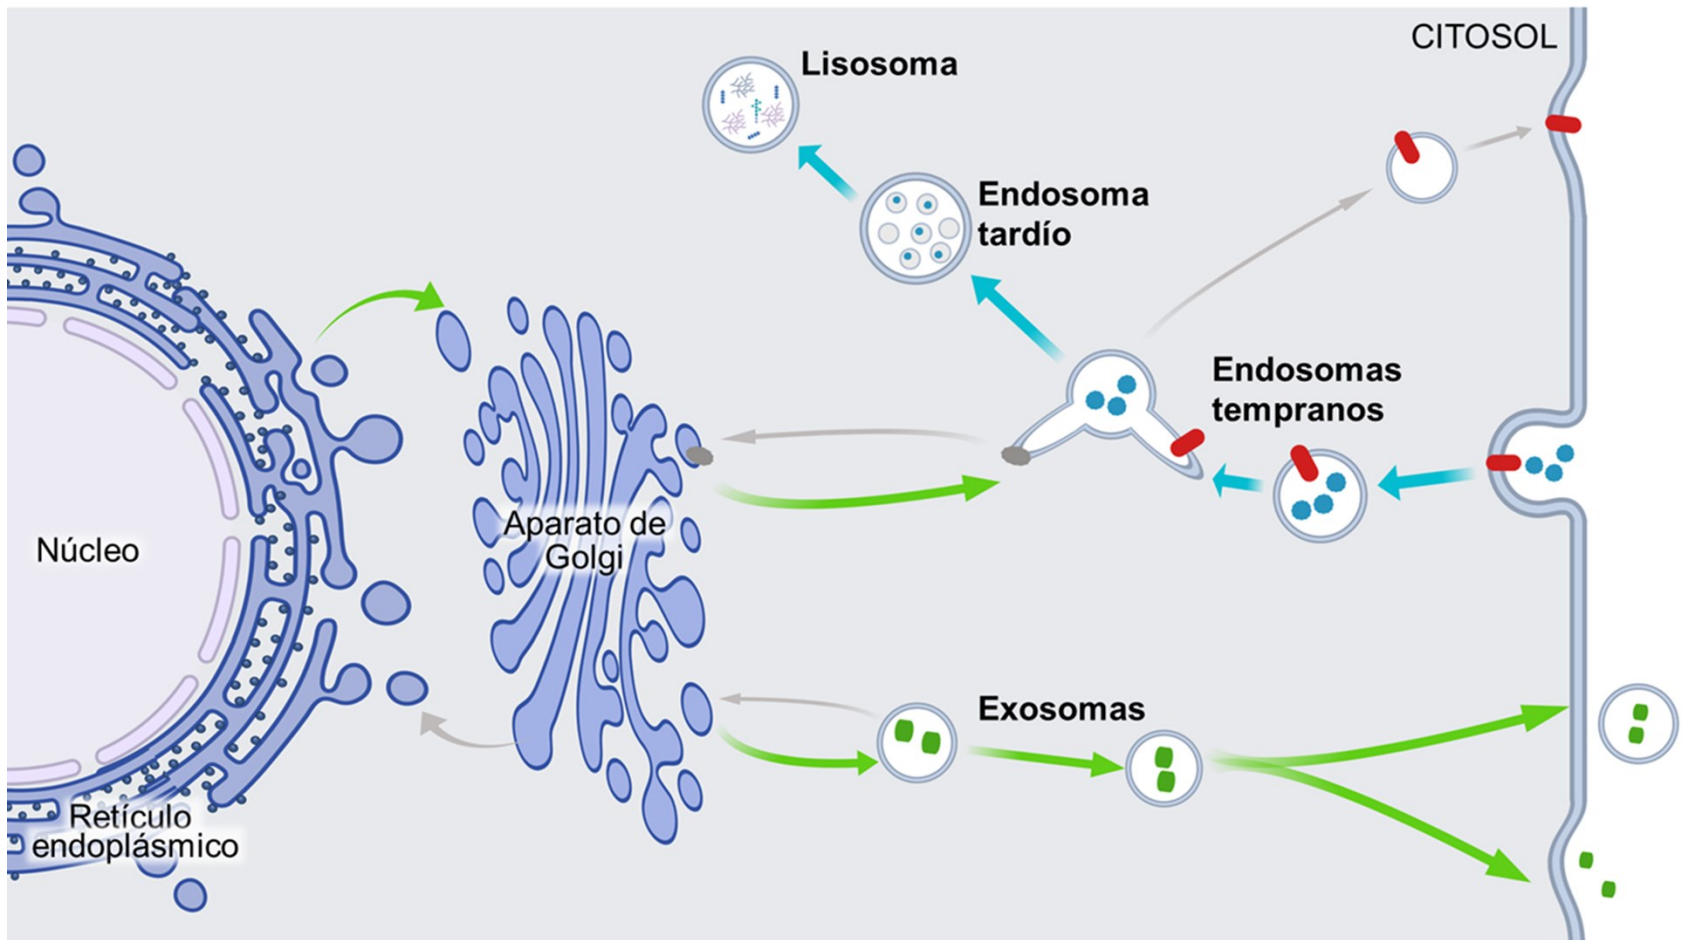 CITOSOL
Lisosoma
Endosoma
tardío
Endosomas
tempranos
Aparato de
Golgi
Núcleo
Exosomas
Retículo
endoplásmico